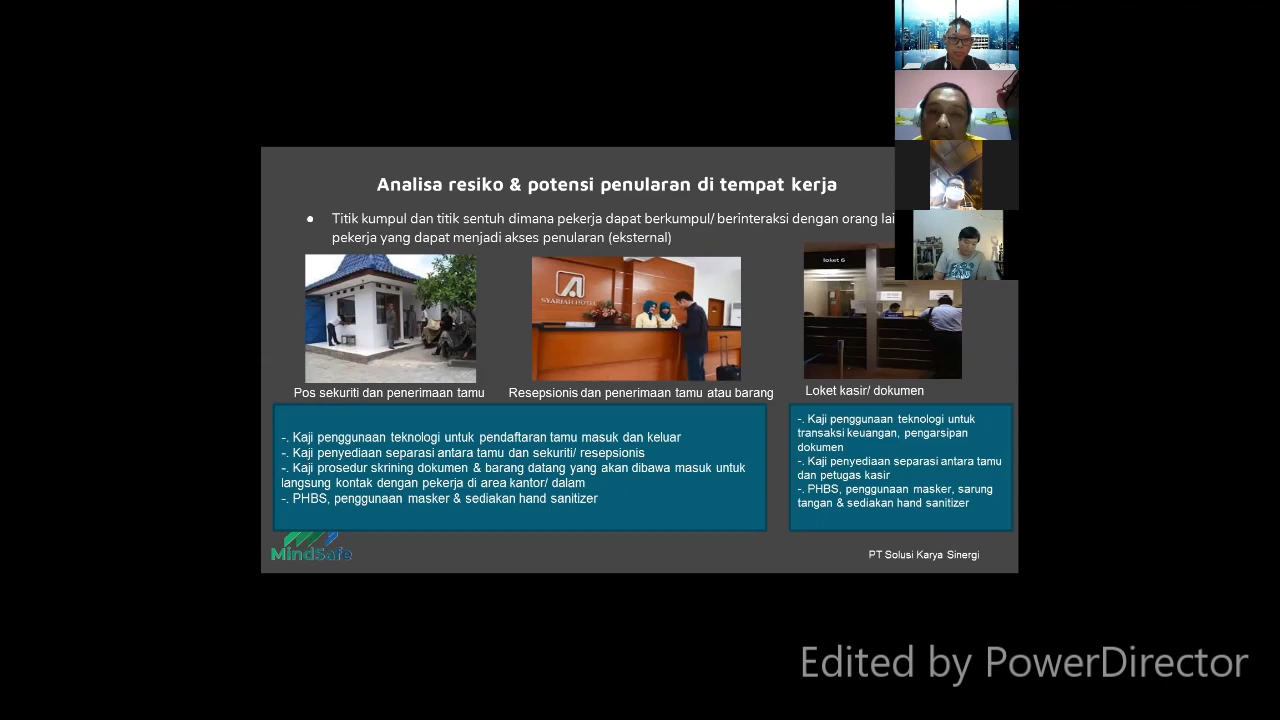 Analisa resiko & potensi penularan di tempat kerja
● Titik kumpul dan titik sentuh dimana pekerja dapat berkumpul/ berinteraksi dengan orang lai
pekerja yang dapat menjadi akses penularan (eksternal)
SYARIAH HOTEL
loket 6
Pos sekuriti dan penerimaan tamu
Resepsionis dan penerimaan tamu atau barang
Loket kasir/ dokumen
-. Kaji penggunaan teknologi untuk pendaftaran tamu masuk dan keluar
-. Kaji penyediaan separasi antara tamu dan sekuriti/ resepsionis
-. Kaji prosedur skrining dokumen & barang datang yang akan dibawa masuk untuk
langsung kontak dengan pekerja di area kantor/ dalam
-. PHBS, penggunaan masker & sediakan hand sanitizer
-. Kaji penggunaan teknologi untuk
transaksi keuangan, pengarsipan
dokumen
-. Kaji penyediaan separasi antara tamu
dan petugas kasir
-. PHBS, penggunaan masker, sarung
tangan & sediakan hand sanitizer
MindSafe
PT Solusi Karya Sinergi
Edited by PowerDirector